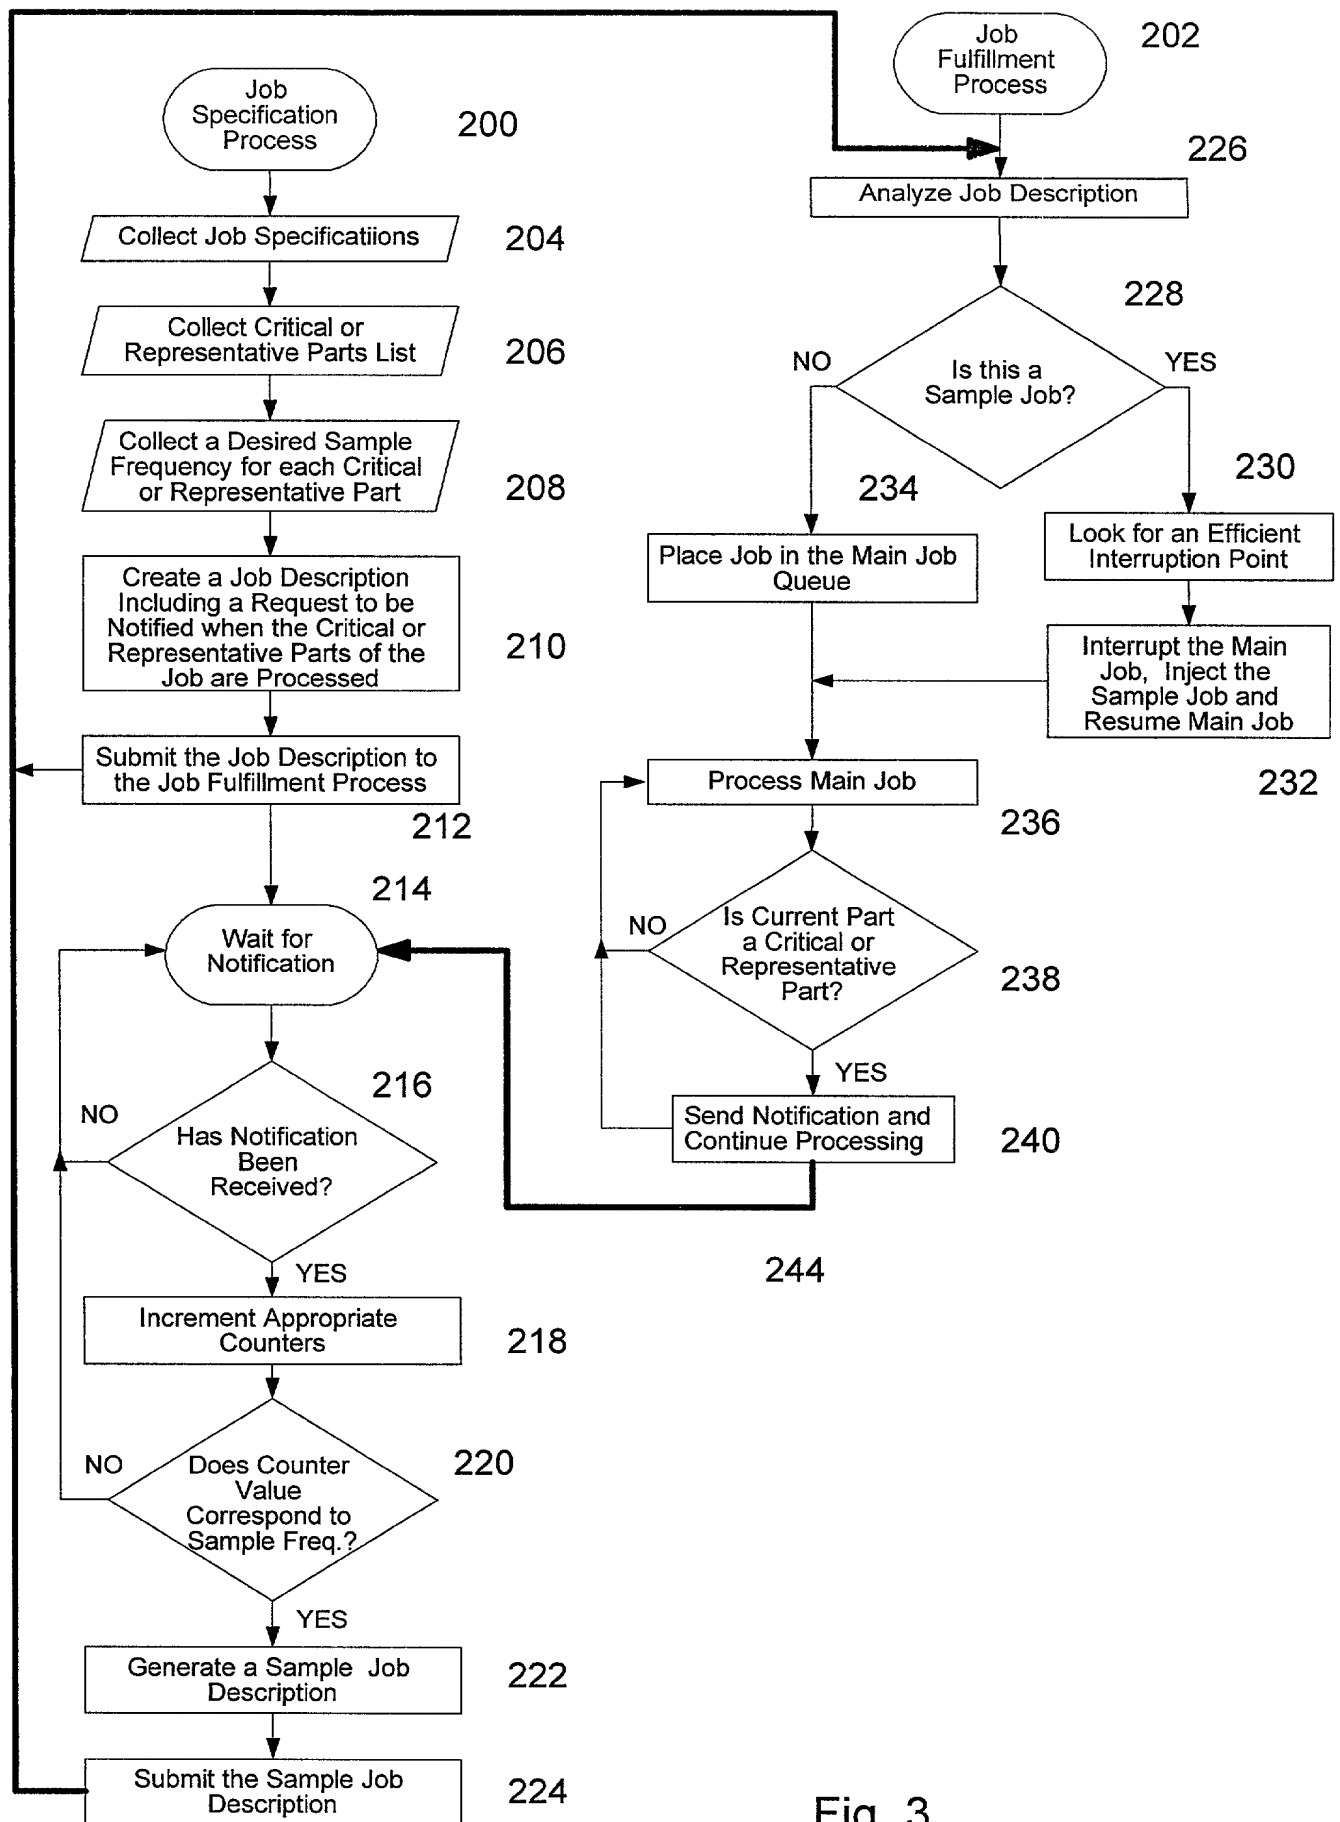 Job
Specification
Process
200
Collect Job Specificatiions
204
Collect Critical or
Representative Parts List
206
Collect a Desired Sample
Frequency for each Critical
or Representative Part
208
Create a Job Description
Including a Request to be
Notified when the Critical or
Representative Parts of the
Job are Processed
210
Submit the Job Description to
the Job Fulfillment Process
212
214
Wait for
Notification
216
NO
Has Notification
Been
Received?
YES
Increment Appropriate
Counters
218
NO
Does Counter
Value
Correspond to
Sample Freq.?
220
YES
Generate a Sample Job
Description
222
Submit the Sample Job
Description
224
Job
Fulfillment
Process
202
226
Analyze Job Description
228
NO
YES
Is this a
Sample Job?
230
234
Look for an Efficient
Interruption Point
Place Job in the Main Job
Queue
Interrupt the Main
Job, Inject the
Sample Job and
Resume Main Job
232
Process Main Job
236
NO
Is Current Part
a Critical or
Representative
Part?
238
YES
Send Notification and
Continue Processing
240
244
Fig. 3